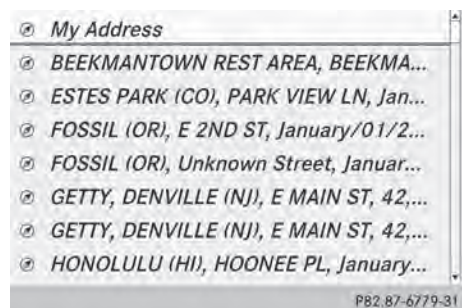 My Address
BEEKMANTOWN REST AREA, BEEKMA...
ESTES PARK (CO), PARK VIEW LN, Jan...
FOSSIL (OR), E 2ND ST, January/01/2...
FOSSIL (OR), Unknown Street, Januar...
GETTY, DENVILLE (NJ), E MAIN ST, 42,...
GETTY, DENVILLE (NJ), E MAIN ST, 42,...
HONOLULU (HI), HOONEE PL, January...
P82.87-6779-31